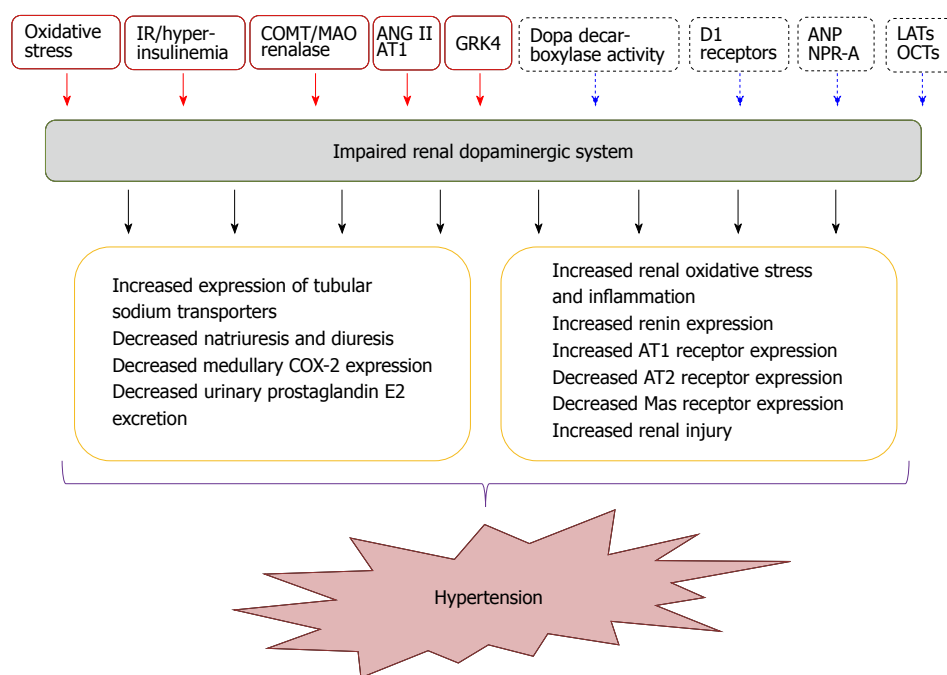 Oxidative
stress
IR/hyper-
insulinemia
COMT/MAO
renalase
ANG II
AT1
GRK4
Dopa decar-
boxylase activity
D1
receptors
ANP
NPR-A
LATs
OCTs
Impaired renal dopaminergic system
Increased expression of tubular
sodium transporters
Decreased natriuresis and diuresis
Decreased medullary COX-2 expression
Decreased urinary prostaglandin E2
excretion
Increased renal oxidative stress
and inflammation
Increased renin expression
Increased AT1 receptor expression
Decreased AT2 receptor expression
Decreased Mas receptor expression
Increased renal injury
Hypertension